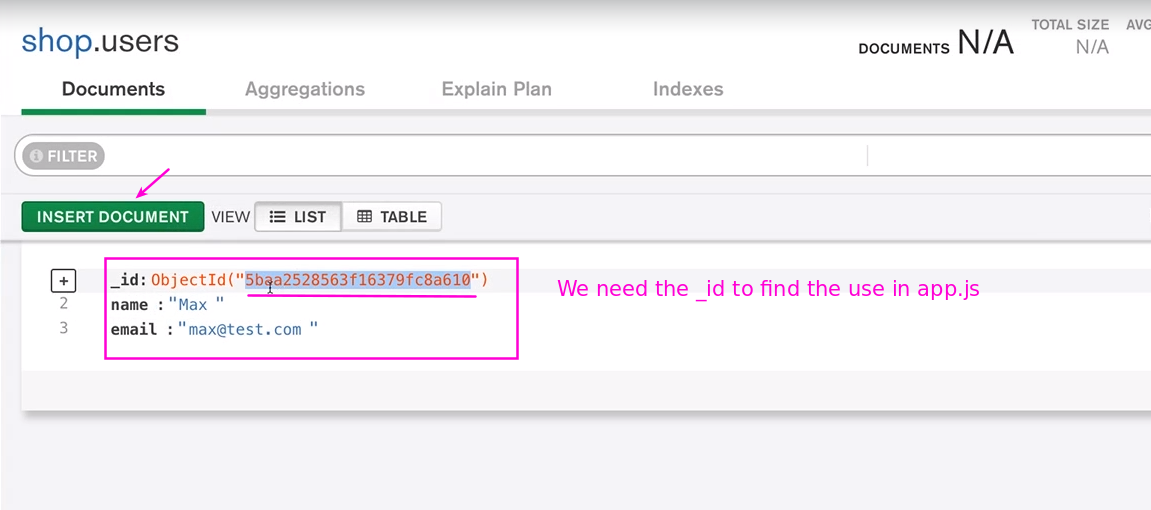 shop.users
DOCUMENTS N/A
TOTAL SIZE AVG
N/A
Documents Aggregations Explain Plan Indexes
FILTER
INSERT DOCUMENT VIEW LIST TABLE
_id: ObjectId("5baa2528563f16379fc8a610")
2 name : "Max "
3 email : "max@test.com "
We need the _id to find the use in app.js